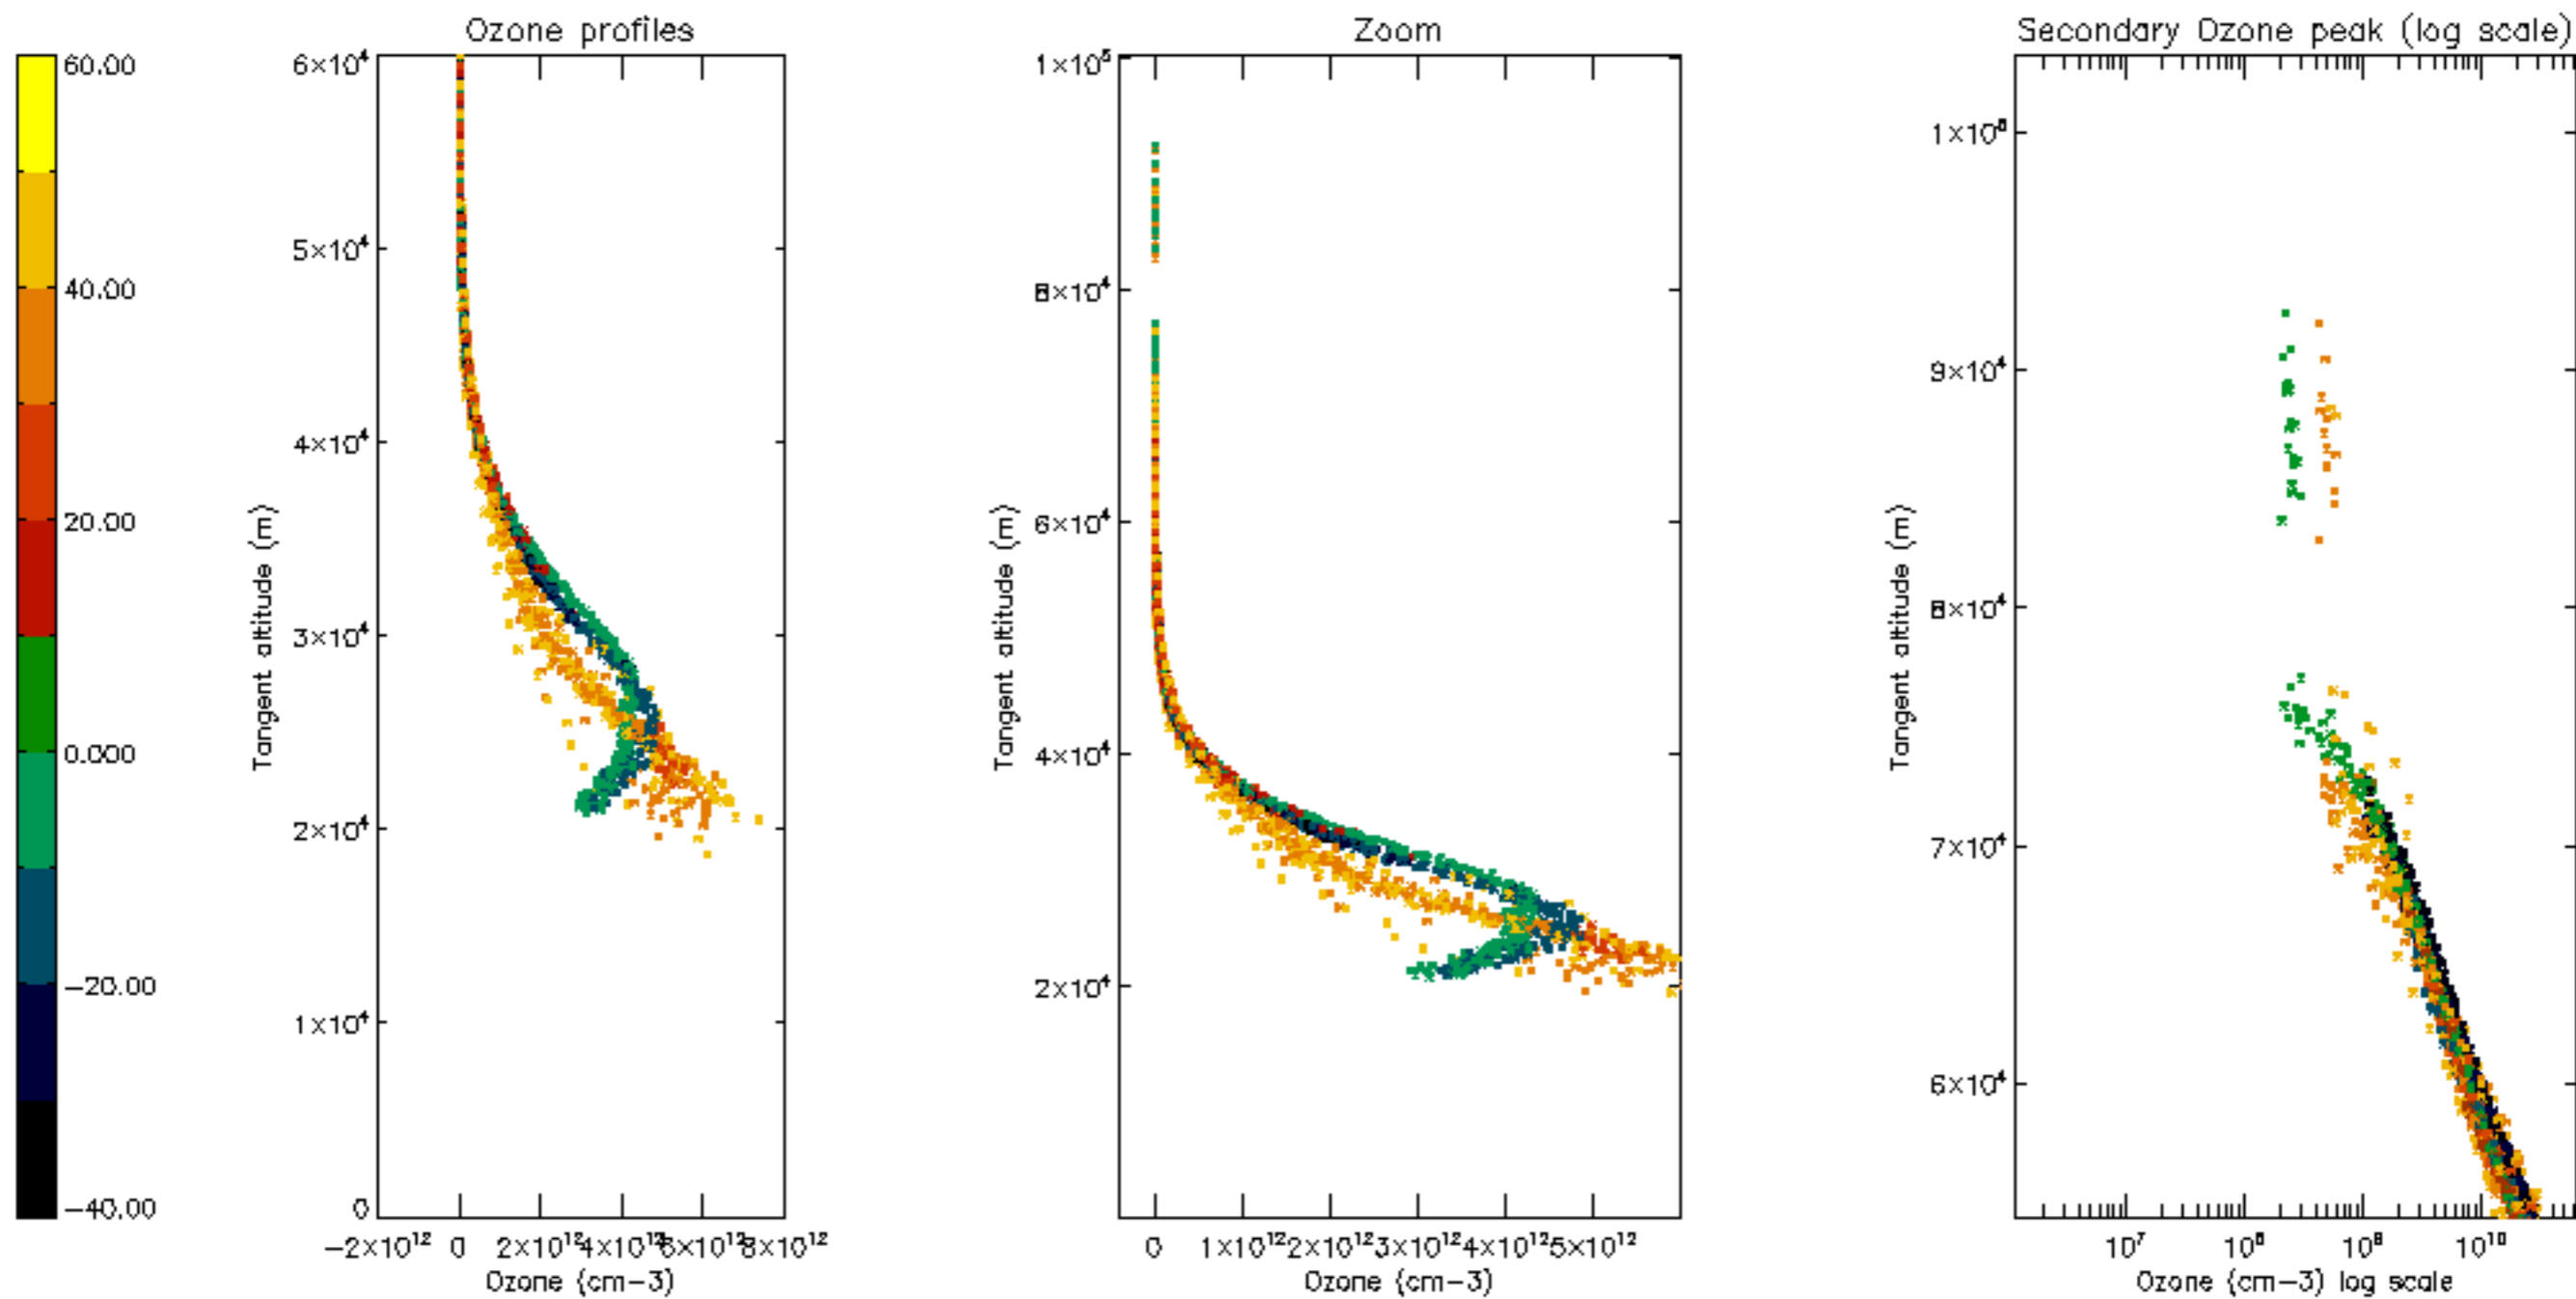 Ozone profiles
Zoom
Secondary Ozone peak (log scale)
60.00
40.00
20.00
0.000
−20.00
−40.00
6×10⁴
5×10⁴
4×10⁴
3×10⁴
2×10⁴
1×10⁴
0
Tangent altitude (m)
−2×10¹² 0 2×10¹² 4×10¹² 6×10¹² 8×10¹²
Ozone (cm−3)
1×10⁵
8×10⁴
6×10⁴
4×10⁴
2×10⁴
Tangent altitude (m)
0 1×10¹² 2×10¹² 3×10¹² 4×10¹² 5×10¹²
Ozone (cm−3)
9×10⁴
8×10⁴
7×10⁴
6×10⁴
Tangent altitude (m)
10⁷ 10⁸ 10⁹ 10¹⁰
Ozone (cm−3) log scale